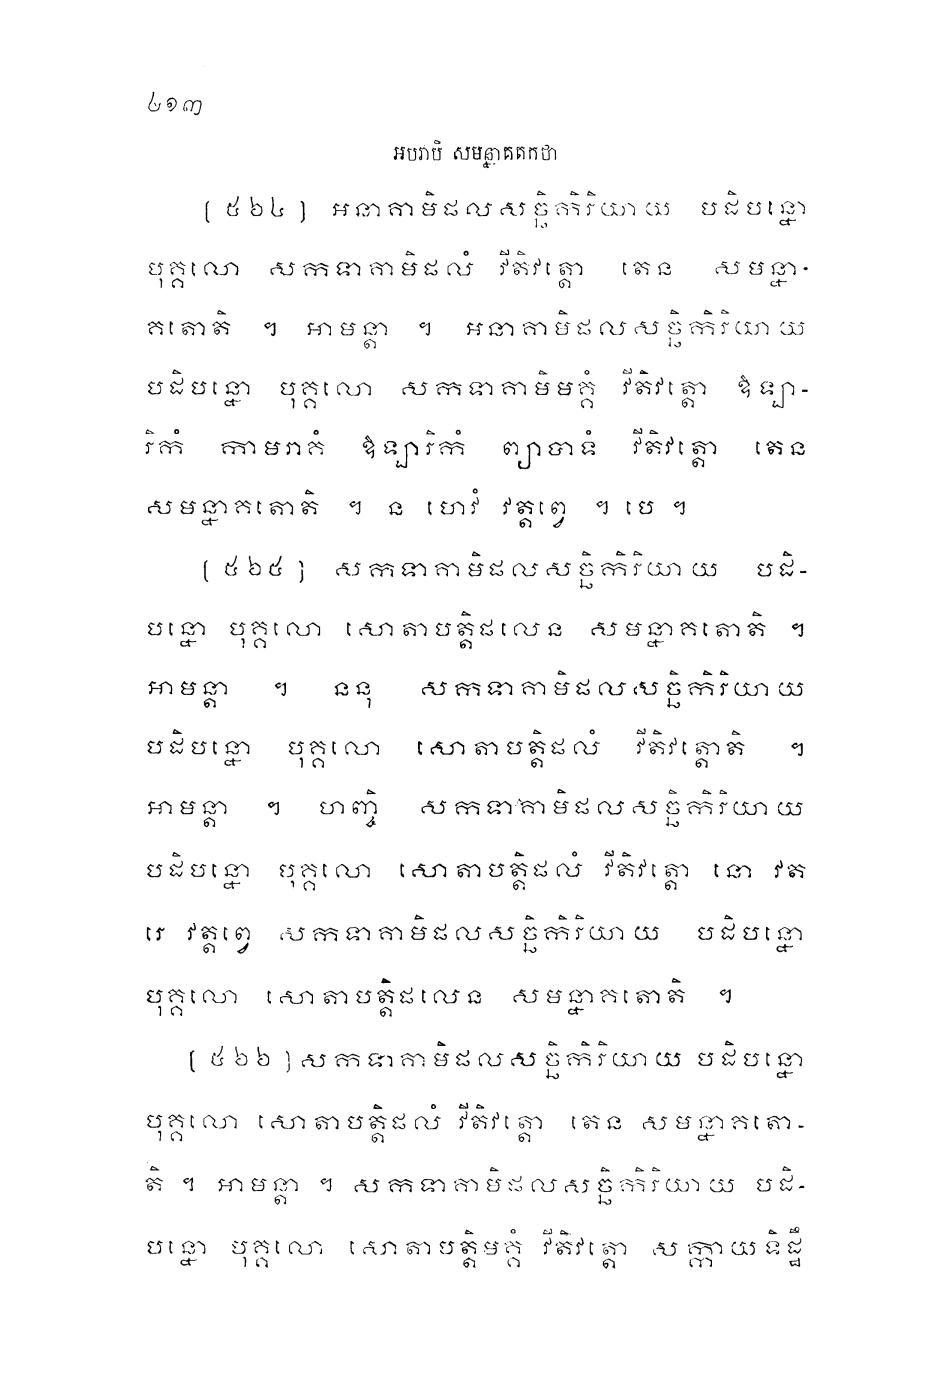 ៤១៣
អបរាបិ សមន្នាគតកថា
[ ៥៦៤ ] អនាគាមិផលសច្ឆិកិរិយាយ បដិបន្នោ
បុគ្គលោ សកទាគាមិផលំ វីតិវត្តោ តេន សមន្នា-
គតោតិ ។ អាមន្តា ។ អនាគាមិផលសច្ឆិកិរិយាយ
បដិបន្នោ បុគ្គលោ សកទាគាមិមគ្គំ វីតិវត្តោ ឱឡា-
រិកំ កាមរាគំ ឱឡារិកំ ព្យាបាទំ វីតិវត្តោ តេន
សមន្នាគតោតិ ។ ន ហេវំ វត្តព្វេ ។ បេ ។
[ ៥៦៥ ] សកទាគាមិផលសច្ឆិកិរិយាយ បដិ-
បន្នោ បុគ្គលោ សោតាបត្តិផលេន សមន្នាគតោតិ ។
អាមន្តា ។ ននុ សកទាគាមិផលសច្ឆិកិរិយាយ
បដិបន្នោ បុគ្គលោ សោតាបត្តិផលំ វីតិវត្តោតិ ។
អាមន្តា ។ ហញ្ចិ សកទាគាមិផលសច្ឆិកិរិយាយ
បដិបន្នោ បុគ្គលោ សោតាបត្តិផលំ វីតិវត្តោ នោ វត
រេ វត្តព្វេ សកទាគាមិផលសច្ឆិកិរិយាយ បដិបន្នោ
បុគ្គលោ សោតាបត្តិផលេន សមន្នាគតោតិ ។
[ ៥៦៦ ] សកទាគាមិផលសច្ឆិកិរិយាយ បដិបន្នោ
បុគ្គលោ សោតាបត្តិផលំ វីតិវត្តោ តេន សមន្នាគតោ-
តិ ។ អាមន្តា ។ សកទាគាមិផលសច្ឆិកិរិយាយ បដិ-
បន្នោ បុគ្គលោ សោតាបត្តិមគ្គំ វីតិវត្តោ សក្កាយទិដ្ឋឹ